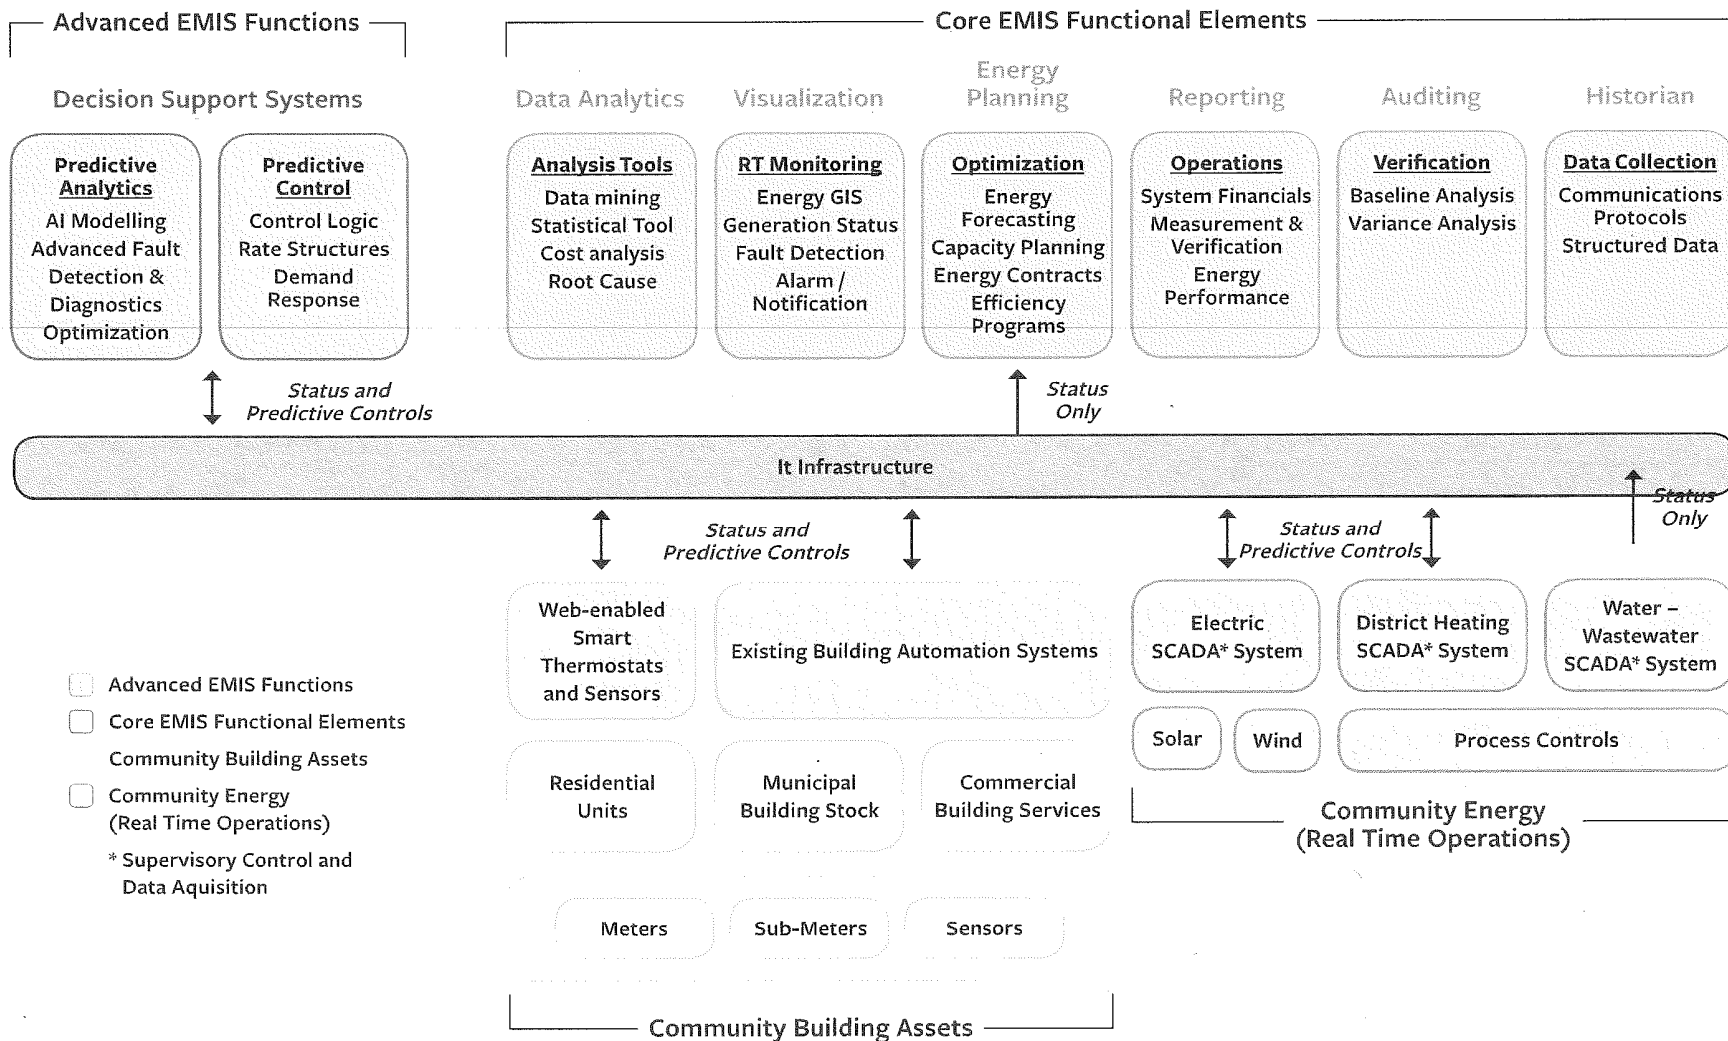 Advanced EMIS Functions
Core EMIS Functional Elements
Decision Support Systems
Data Analytics
Visualization
Energy
Planning
Reporting
Auditing
Historian
Predictive
Analytics
AI Modelling
Advanced Fault
Detection &
Diagnostics
Optimization
Predictive
Control
Control Logic
Rate Structures
Demand
Response
Analysis Tools
Data mining
Statistical Tool
Cost analysis
Root Cause
RT Monitoring
Energy GIS
Generation Status
Fault Detection
Alarm /
Notification
Optimization
Energy
Forecasting
Capacity Planning
Energy Contracts
Efficiency
Programs
Operations
System Financials
Measurement &
Verification
Energy
Performance
Verification
Baseline Analysis
Variance Analysis
Data Collection
Communications
Protocols
Structured Data
Status and
Predictive Controls
Status
Only
It Infrastructure
Status and
Predictive Controls
Status and
Predictive Controls
Status
Only
Web-enabled
Smart
Thermostats
and Sensors
Existing Building Automation Systems
Electric
SCADA* System
District Heating
SCADA* System
Water –
Wastewater
SCADA* System
Solar
Wind
Process Controls
Residential
Units
Municipal
Building Stock
Commercial
Building Services
Community Energy
(Real Time Operations)
Meters
Sub-Meters
Sensors
Community Building Assets
Advanced EMIS Functions
Core EMIS Functional Elements
Community Building Assets
Community Energy
(Real Time Operations)
* Supervisory Control and
Data Aquisition